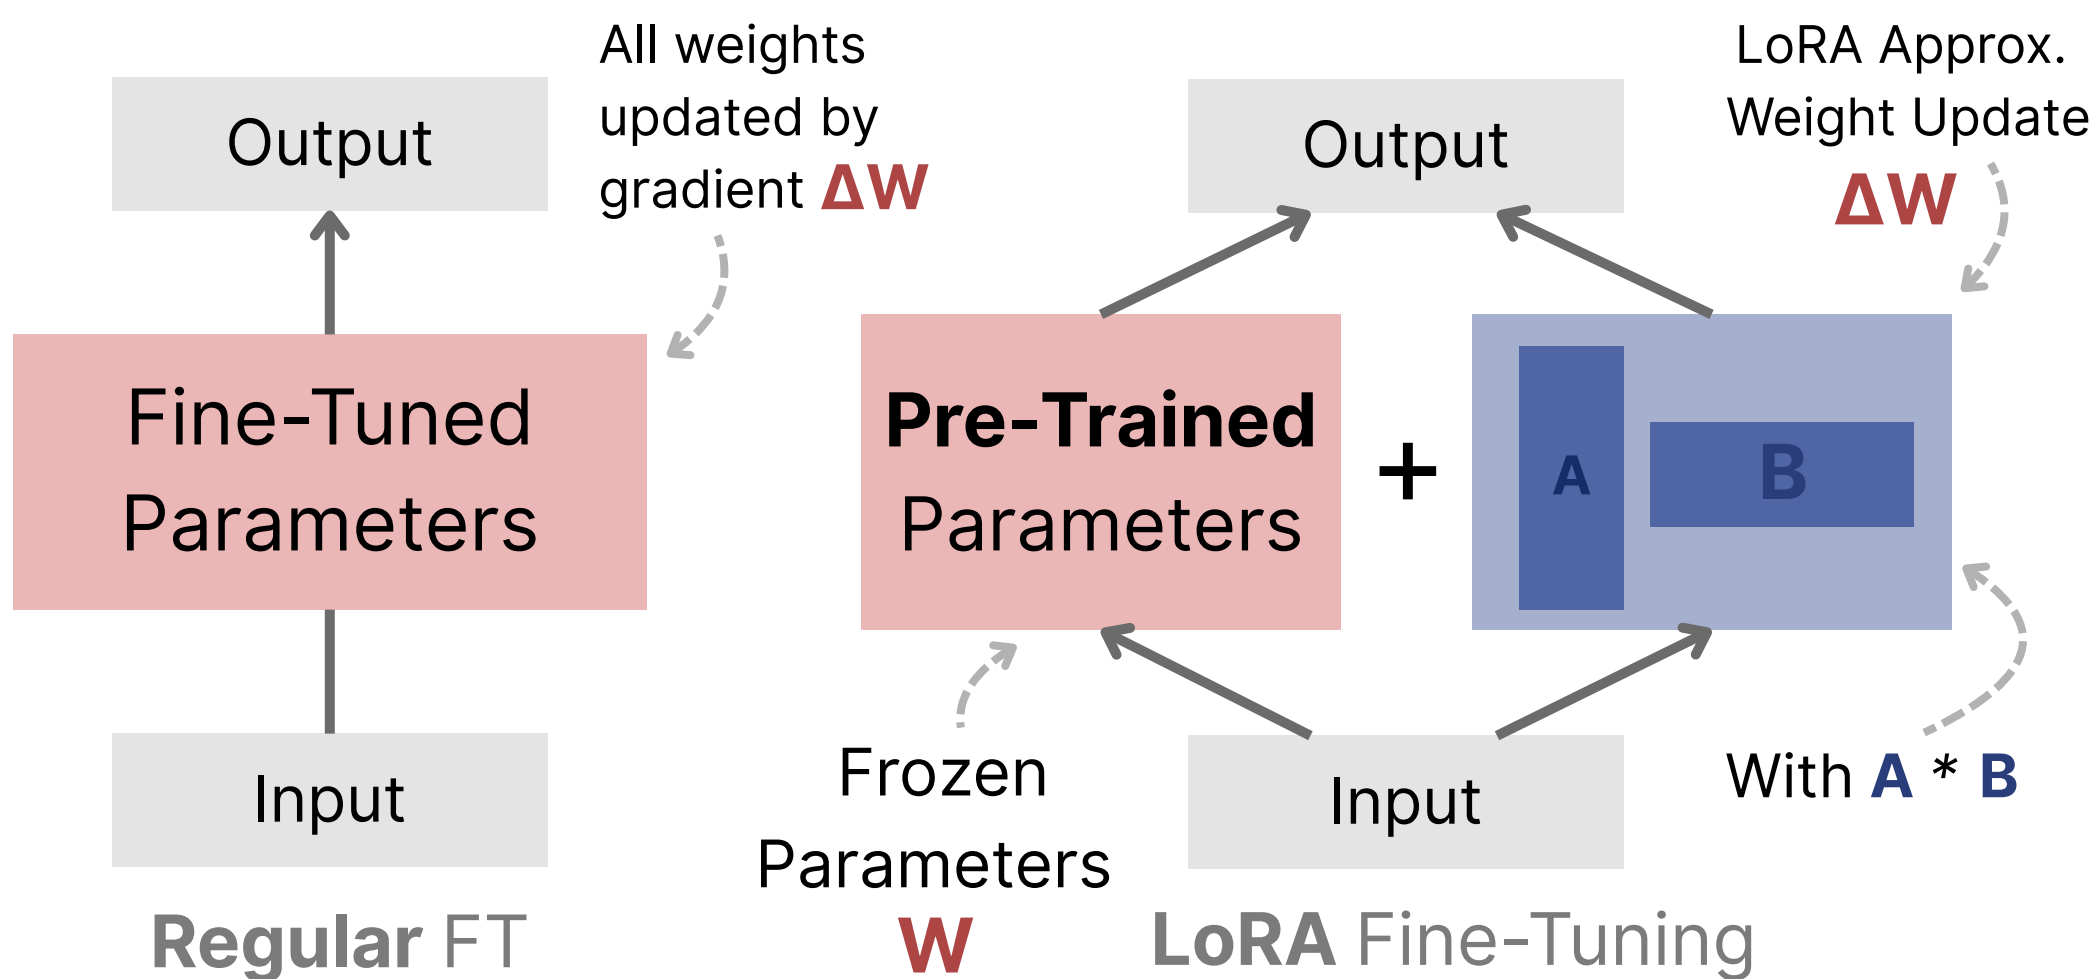 All weights
updated by
gradient ΔW
Output
Fine-Tuned
Parameters
Input
Regular FT
LoRA Approx.
Weight Update
ΔW
Output
Pre-Trained
Parameters
+
A
B
Frozen
Parameters
W
Input
With A * B
LoRA Fine-Tuning